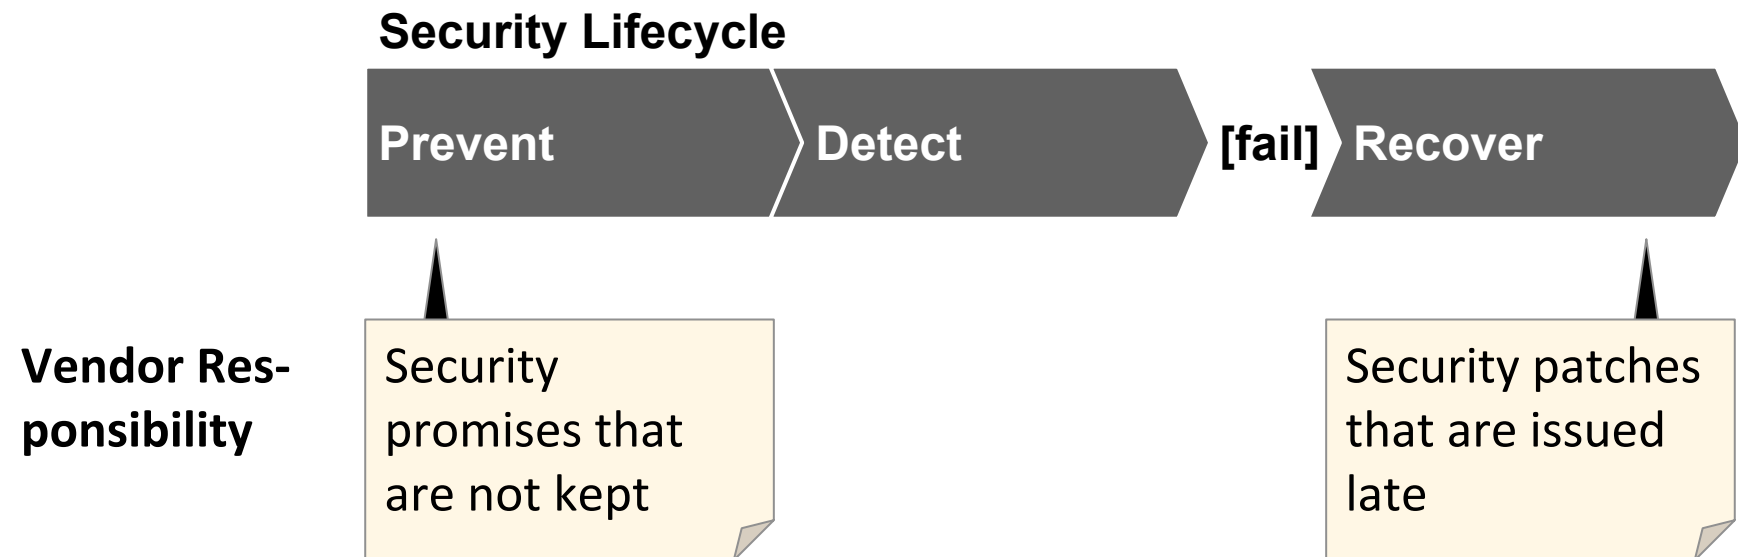 Security Lifecycle
Prevent
Detect
[fail]
Recover
Vendor Res-
ponsibility
Security
promises that
are not kept
Security patches
that are issued
late